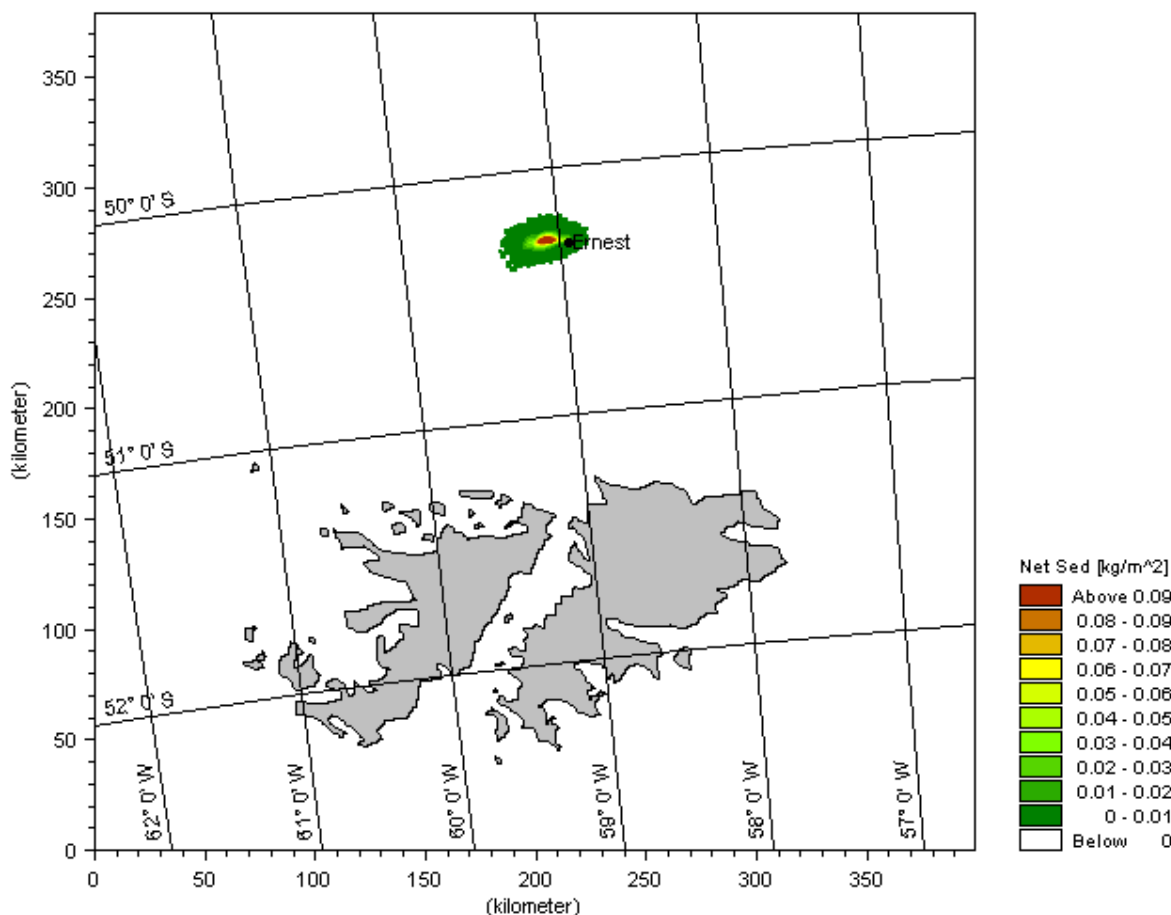 350
300
250
200
150
100
50
0
(kilometer)
50° 0' S
51° 0' S
52° 0' S
Ernest
62° 0' W
61° 0' W
60° 0' W
59° 0' W
58° 0' W
57° 0' W
0 50 100 150 200 250 300 350
(kilometer)
Net Sed [kg/m^2]
Above 0.09
0.08 - 0.09
0.07 - 0.08
0.06 - 0.07
0.05 - 0.06
0.04 - 0.05
0.03 - 0.04
0.02 - 0.03
0.01 - 0.02
0 - 0.01
Below 0